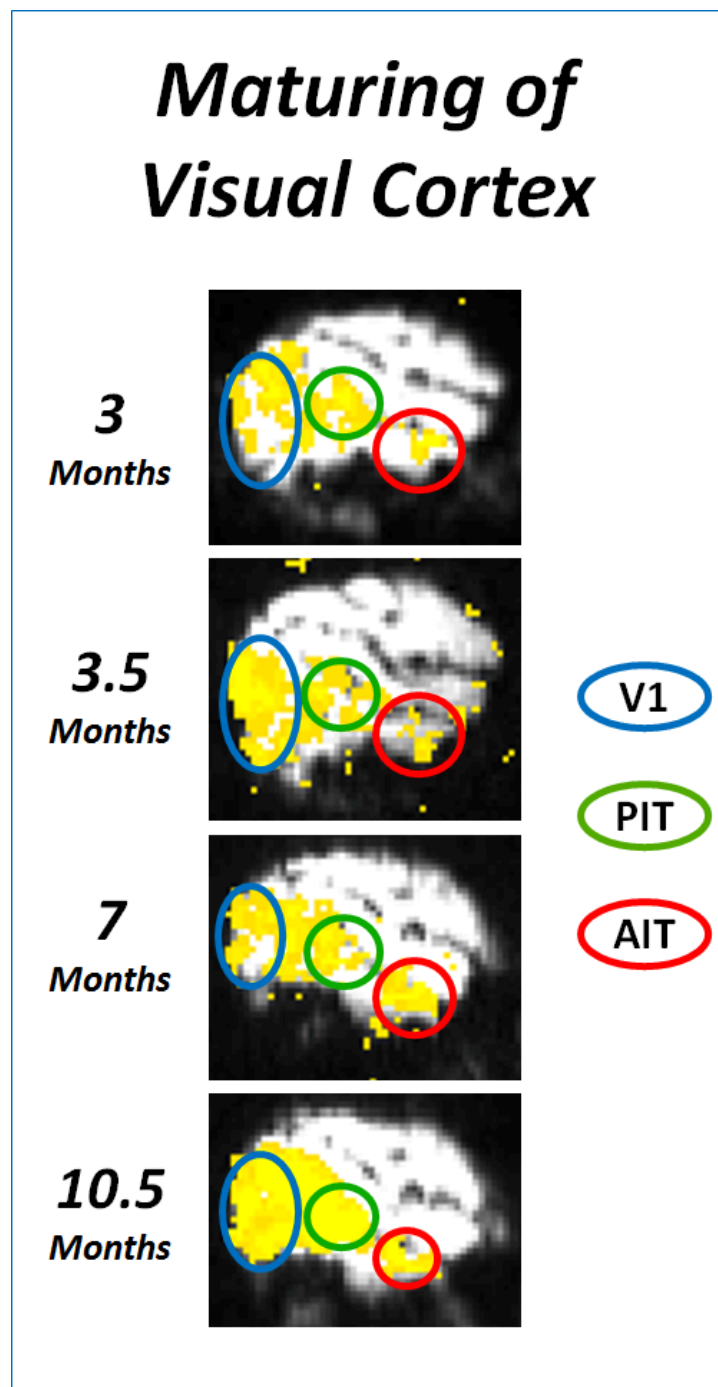 Maturing of
Visual Cortex
3
Months
3.5
Months
V1
PIT
7
Months
AIT
10.5
Months